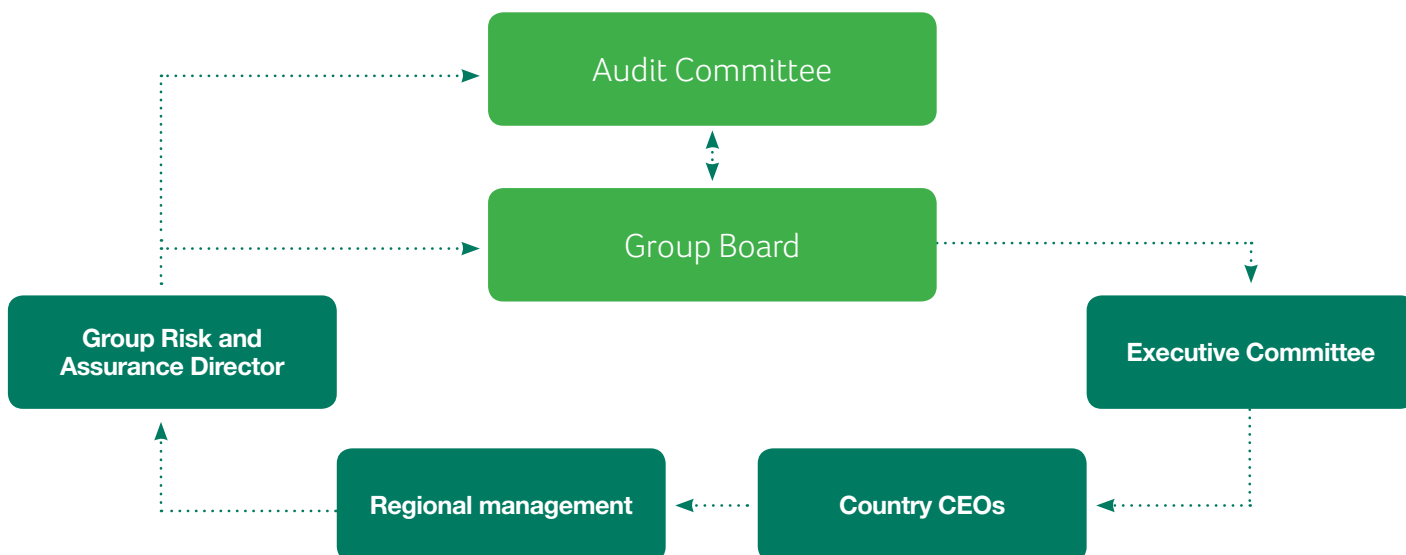 Audit Committee
Group Board
Group Risk and
Assurance Director
Executive Committee
Regional management
Country CEOs